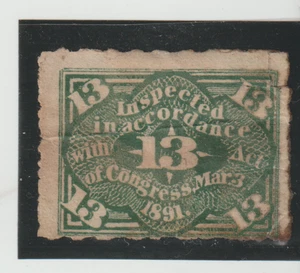 13 13
Inspected
in accordance
with 13 Act
of Congress. Mar. 3
1891.
13 13